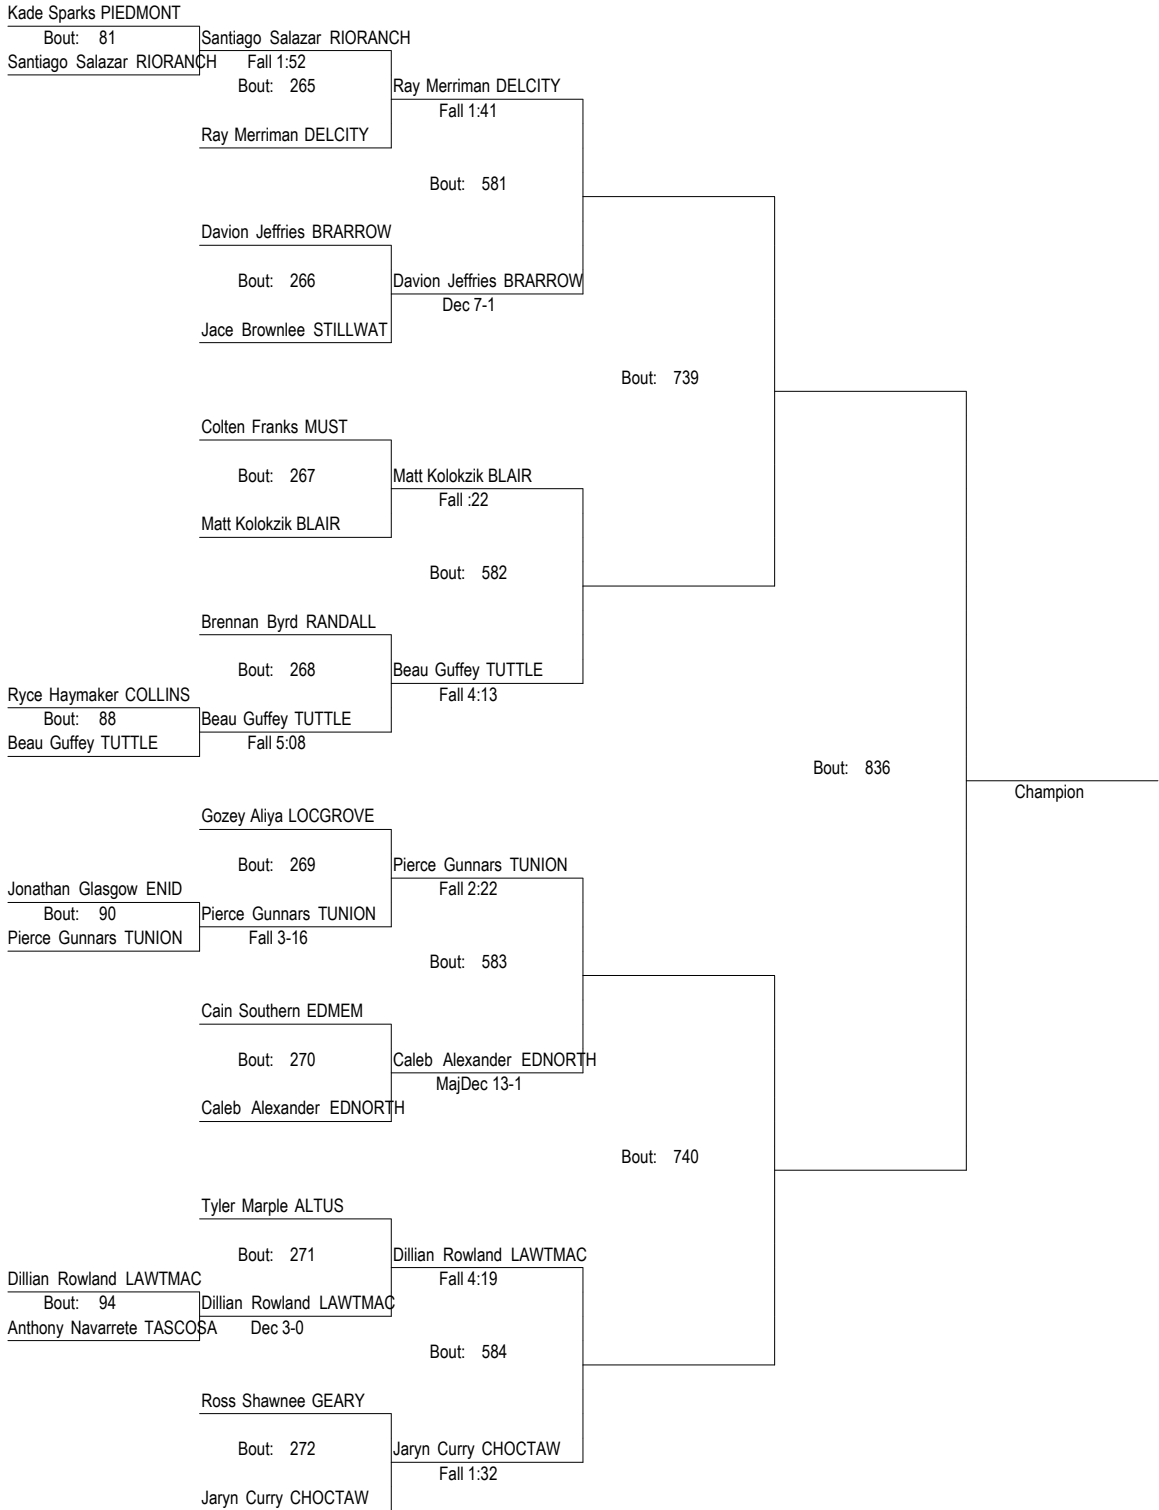 Kade Sparks PIEDMONT
Bout: 81
Santiago Salazar RIORANCH
Santiago Salazar RIORANCH
Fall 1:52
Bout: 265
Ray Merriman DELCITY
Ray Merriman DELCITY
Fall 1:41
Bout: 581
Davion Jeffries BRARROW
Bout: 266
Davion Jeffries BRARROW
Dec 7-1
Jace Brownlee STILLWAT
Bout: 739
Colten Franks MUST
Bout: 267
Matt Kolokzik BLAIR
Fall :22
Matt Kolokzik BLAIR
Bout: 582
Brennan Byrd RANDALL
Bout: 268
Beau Guffey TUTTLE
Fall 4:13
Ryce Haymaker COLLINS
Bout: 88
Beau Guffey TUTTLE
Beau Guffey TUTTLE
Fall 5:08
Bout: 836
Champion
Gozey Aliya LOCGROVE
Bout: 269
Pierce Gunnars TUNION
Fall 2:22
Jonathan Glasgow ENID
Bout: 90
Pierce Gunnars TUNION
Pierce Gunnars TUNION
Fall 3-16
Bout: 583
Cain Southern EDMEM
Bout: 270
Caleb Alexander EDNORTH
MajDec 13-1
Caleb Alexander EDNORTH
Bout: 740
Tyler Marple ALTUS
Bout: 271
Dillian Rowland LAWTMAC
Fall 4:19
Dillian Rowland LAWTMAC
Bout: 94
Dillian Rowland LAWTMAC
Anthony Navarrete TASCOSA
Dec 3-0
Bout: 584
Ross Shawnee GEARY
Bout: 272
Jaryn Curry CHOCTAW
Fall 1:32
Jaryn Curry CHOCTAW